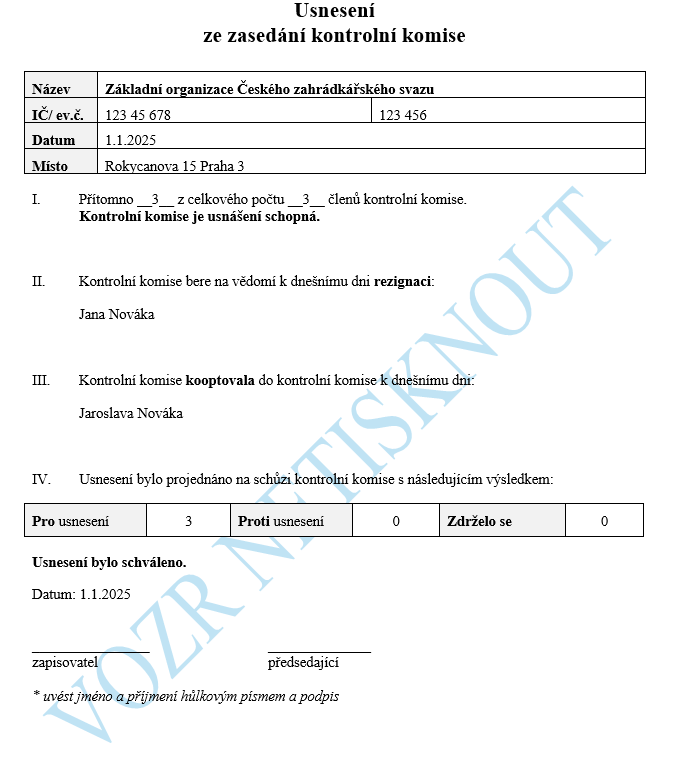 Usnesení
ze zasedání kontrolní komise
Název Základní organizace Českého zahrádkářského svazu
IČ/ ev.č. 123 45 678 123 456
Datum 1.1.2025
Místo Rokycanova 15 Praha 3
I. Přítomno __3__ z celkového počtu __3__ členů kontrolní komise.
Kontrolní komise je usnášení schopná.
II. Kontrolní komise bere na vědomí k dnešnímu dni rezignaci:
Jana Nováka
III. Kontrolní komise kooptovala do kontrolní komise k dnešnímu dni:
Jaroslava Nováka
IV. Usnesení bylo projednáno na schůzi kontrolní komise s následujícím výsledkem:
Pro usnesení 3 Proti usnesení 0 Zdrželo se 0
Usnesení bylo schváleno.
Datum: 1.1.2025
zapisovatel předsedající
* uvést jméno a příjmení hůlkovým písmem a podpis
VOZR NETISKNOUT